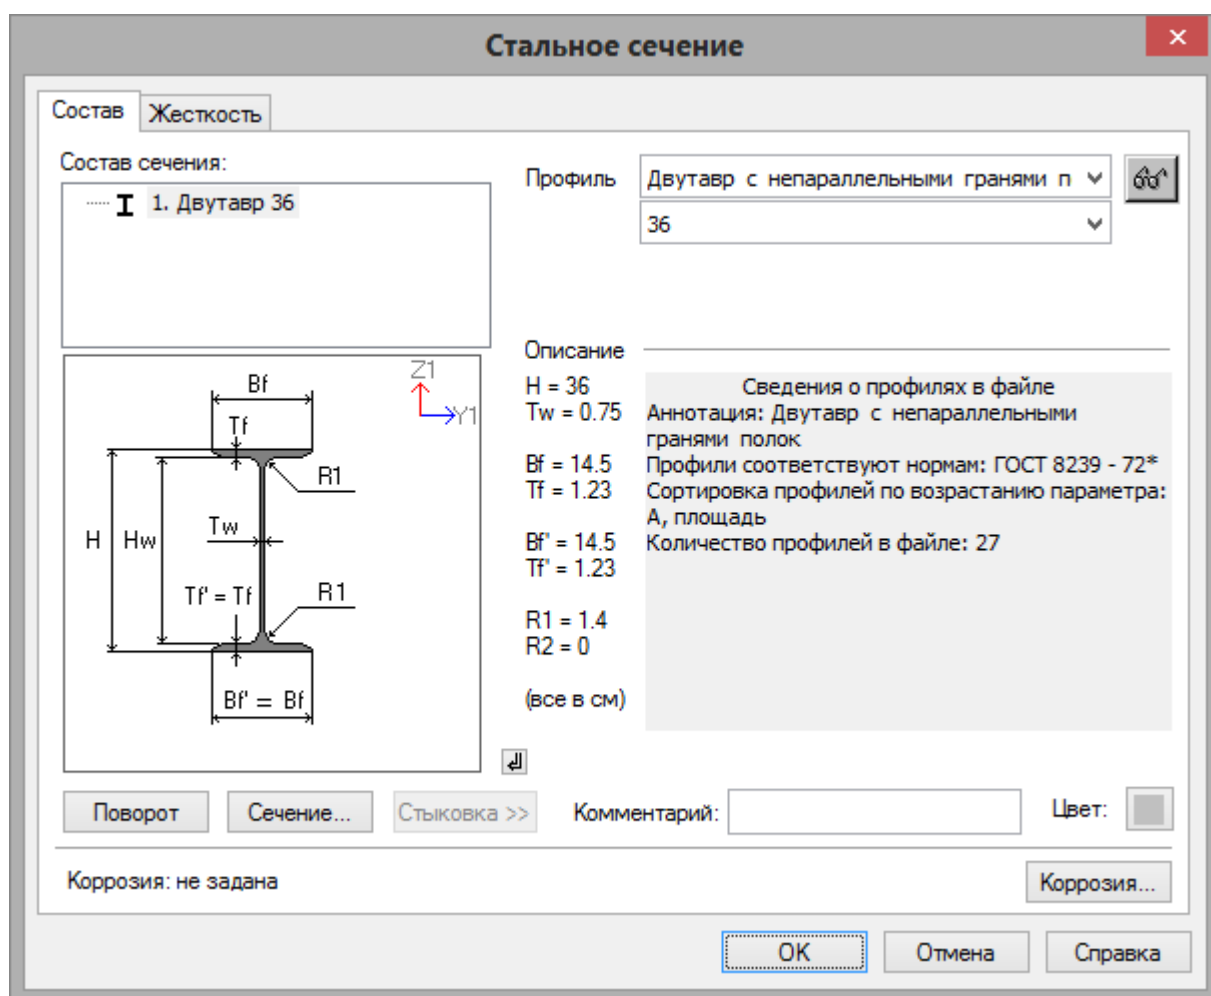 Стальное сечение
Состав
Жесткость
Состав сечения:
1. Двутавр 36
Профиль
Двутавр с непараллельными гранями п
36
Bf
Tf
R1
Z1
Y1
H
Hw
Tw
Tf' = Tf
R1
Bf' = Bf
Описание
H = 36
Tw = 0.75
Bf = 14.5
Tf = 1.23
Bf' = 14.5
Tf' = 1.23
R1 = 1.4
R2 = 0
(все в см)
Сведения о профилях в файле
Аннотация: Двутавр с непараллельными
гранями полок
Профили соответствуют нормам: ГОСТ 8239 - 72*
Сортировка профилей по возрастанию параметра:
А, площадь
Количество профилей в файле: 27
Поворот
Сечение...
Стыковка >>
Комментарий:
Цвет:
Коррозия: не задана
Коррозия...
OK
Отмена
Справка